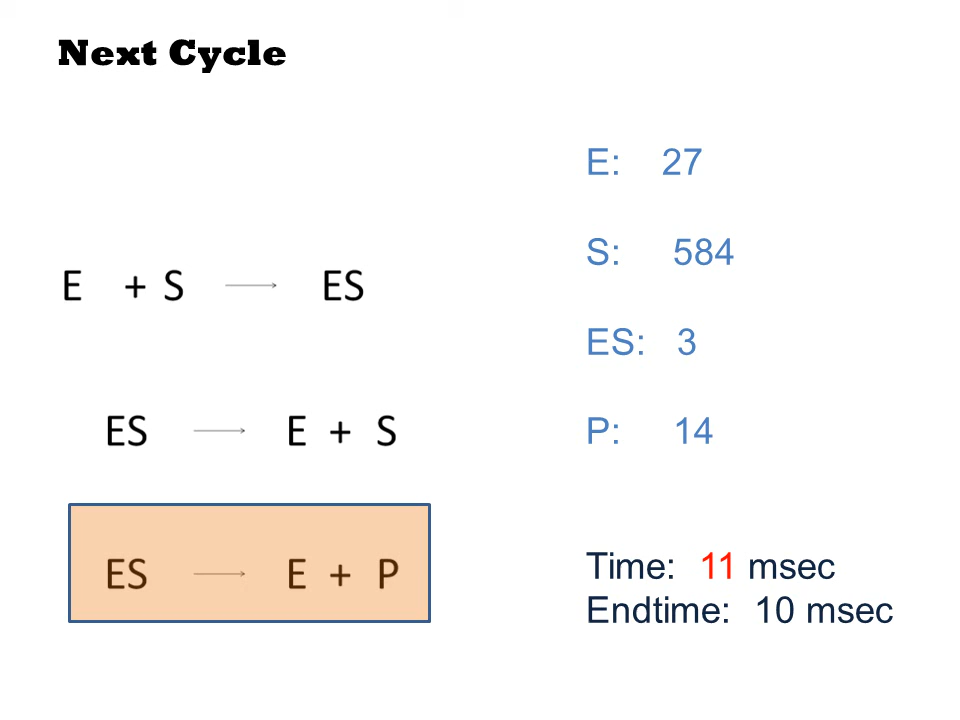 Next Cycle
E + S → ES
ES → E + S
ES → E + P
E: 27
S: 584
ES: 3
P: 14
Time: 11 msec
Endtime: 10 msec